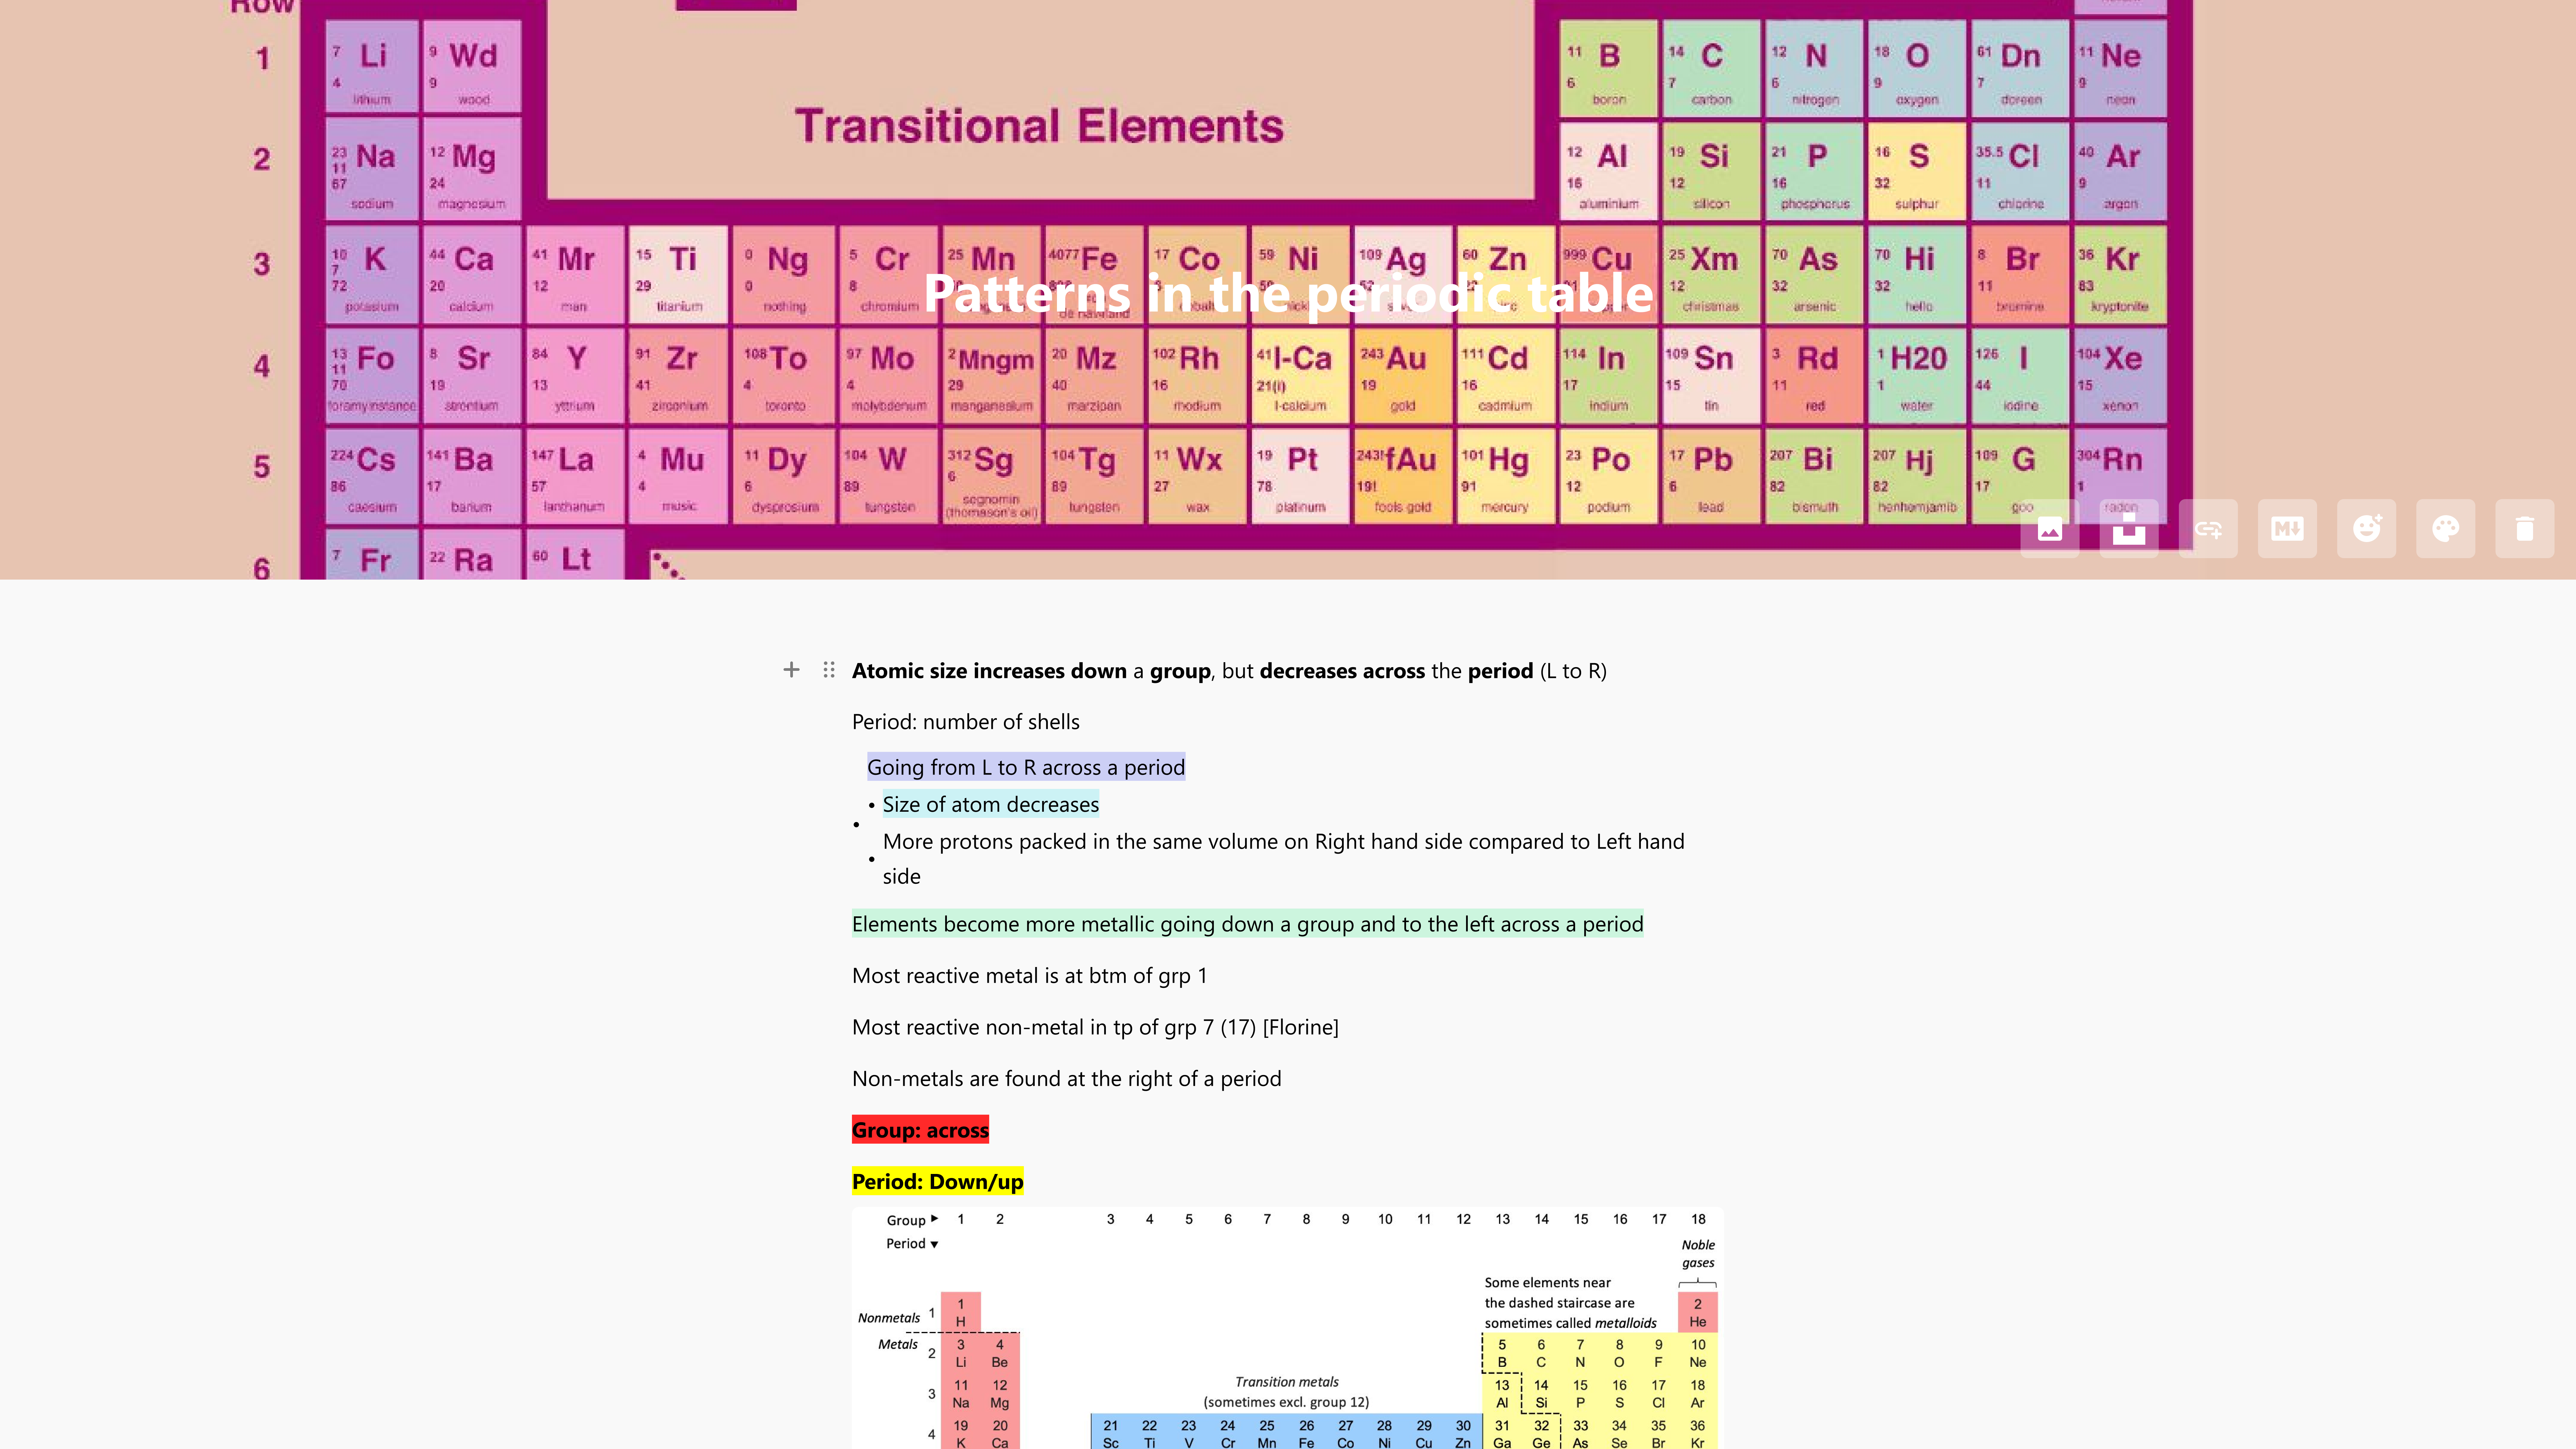 Row
1
7 Li
4
lithium
9 Wd
9
wood
Transitional Elements
11 B
6
boron
14 C
7
carbon
12 N
6
nitrogen
18 O
9
oxygen
61 Dn
7
doreen
11 Ne
9
neon
2
23 Na
11
67
sodium
12 Mg
24
magnesium
12 Al
16
aluminium
19 Si
12
silicon
21 P
16
phosphorus
16 S
32
sulphur
35.5 Cl
11
chlorine
40 Ar
9
argon
3
10 K
7
72
potassium
44 Ca
20
calcium
41 Mr
12
man
15 Ti
29
titanium
0 Ng
0
nothing
5 Cr
8
chromium
25 Mn
4077 Fe
de Havilland
17 Co
59 Ni
109 Ag
60 Zn
999 Cu
25 Xm
12
christmas
70 As
32
arsenic
70 Hi
32
hello
8 Br
11
bromine
36 Kr
83
kryptonite
Patterns in the periodic table
4
13 Fo
11
70
foramyinstance
8 Sr
19
strontium
84 Y
13
yttrium
91 Zr
41
zirconium
108 To
4
toronto
97 Mo
4
molybdenum
2 Mngm
29
manganesium
20 Mz
40
marzipan
102 Rh
16
rhodium
41 I-Ca
21(I)
I-calcium
243 Au
19
gold
111 Cd
16
cadmium
114 In
17
indium
109 Sn
15
tin
3 Rd
11
red
1 H20
1
water
126 I
44
iodine
104 Xe
15
xenon
5
224 Cs
86
caesium
141 Ba
17
barium
147 La
57
lanthanum
4 Mu
4
music
11 Dy
6
dysprosium
104 W
89
tungsten
312 Sg
6
segnomin
(thomason's oil)
104 Tg
89
tungsten
11 Wx
27
wax
19 Pt
78
platinum
243! fAu
19!
fools gold
101 Hg
91
mercury
23 Po
12
podium
17 Pb
6
lead
207 Bi
82
bismuth
207 Hj
82
henhomjamib
109 G
17
goo
304 Rn
1
radon
6
7 Fr
22 Ra
60 Lt
Atomic size increases down a group, but decreases across the period (L to R)
Period: number of shells
Going from L to R across a period
• Size of atom decreases
• More protons packed in the same volume on Right hand side compared to Left hand
side
Elements become more metallic going down a group and to the left across a period
Most reactive metal is at btm of grp 1
Most reactive non-metal in tp of grp 7 (17) [Florine]
Non-metals are found at the right of a period
Group: across
Period: Down/up
Group ► 1 2 3 4 5 6 7 8 9 10 11 12 13 14 15 16 17 18
Period ▼
Noble
gases
Some elements near
the dashed staircase are
sometimes called metalloids
Nonmetals 1
1 2
H He
Metals
2
3 4 5 6 7 8 9 10
Li Be B C N O F Ne
Transition metals
(sometimes excl. group 12)
3
11 12 13 14 15 16 17 18
Na Mg Al Si P S Cl Ar
4
19 20 21 22 23 24 25 26 27 28 29 30 31 32 33 34 35 36
K Ca Sc Ti V Cr Mn Fe Co Ni Cu Zn Ga Ge As Se Br Kr